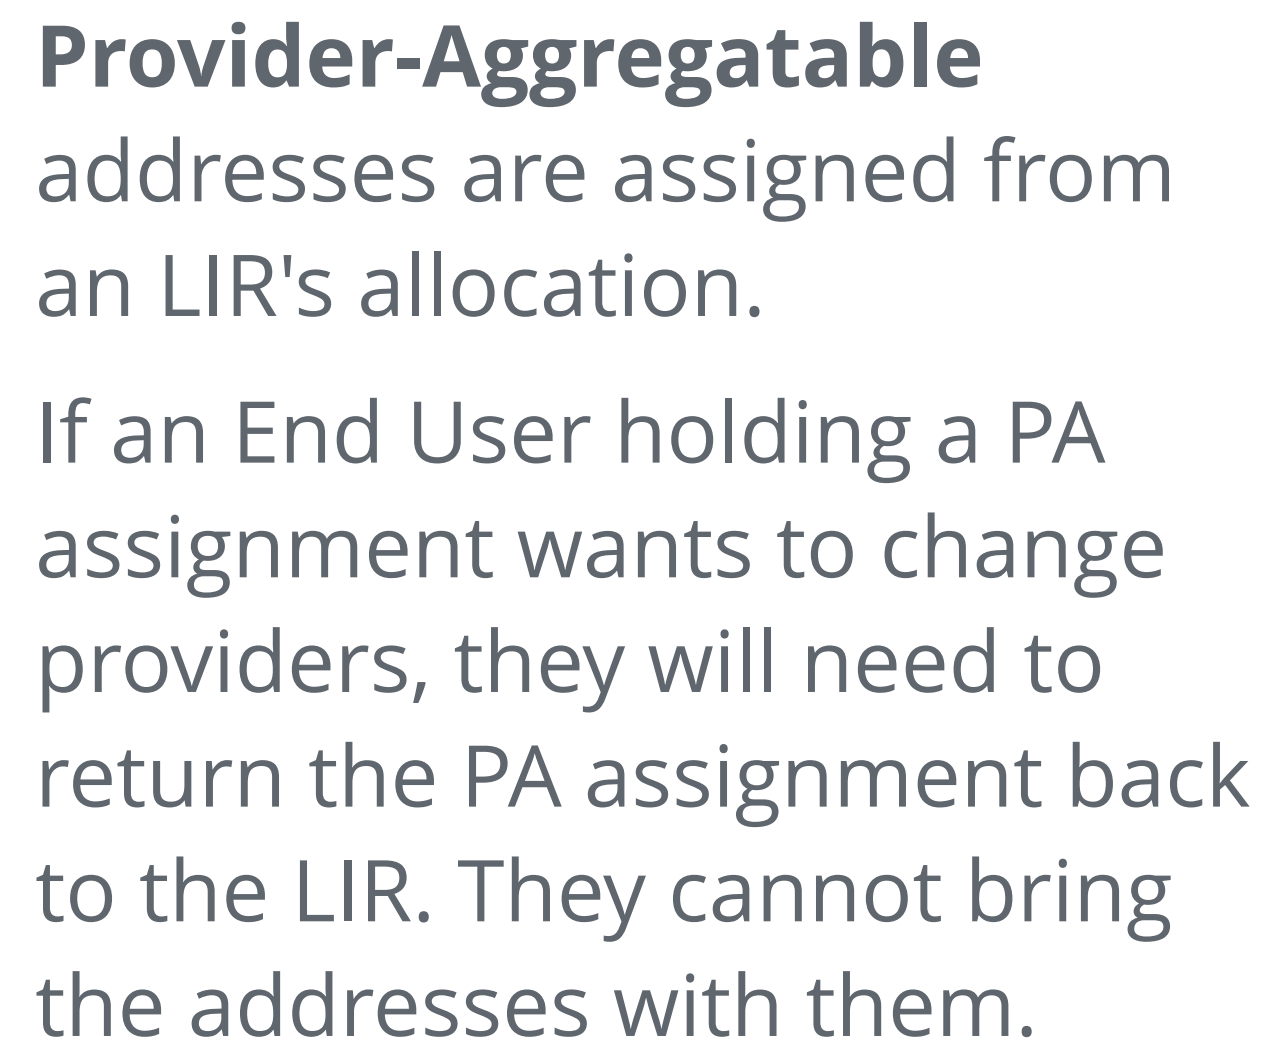 Provider-Aggregatable
addresses are assigned from
an LIR's allocation.
If an End User holding a PA
assignment wants to change
providers, they will need to
return the PA assignment back
to the LIR. They cannot bring
the addresses with them.